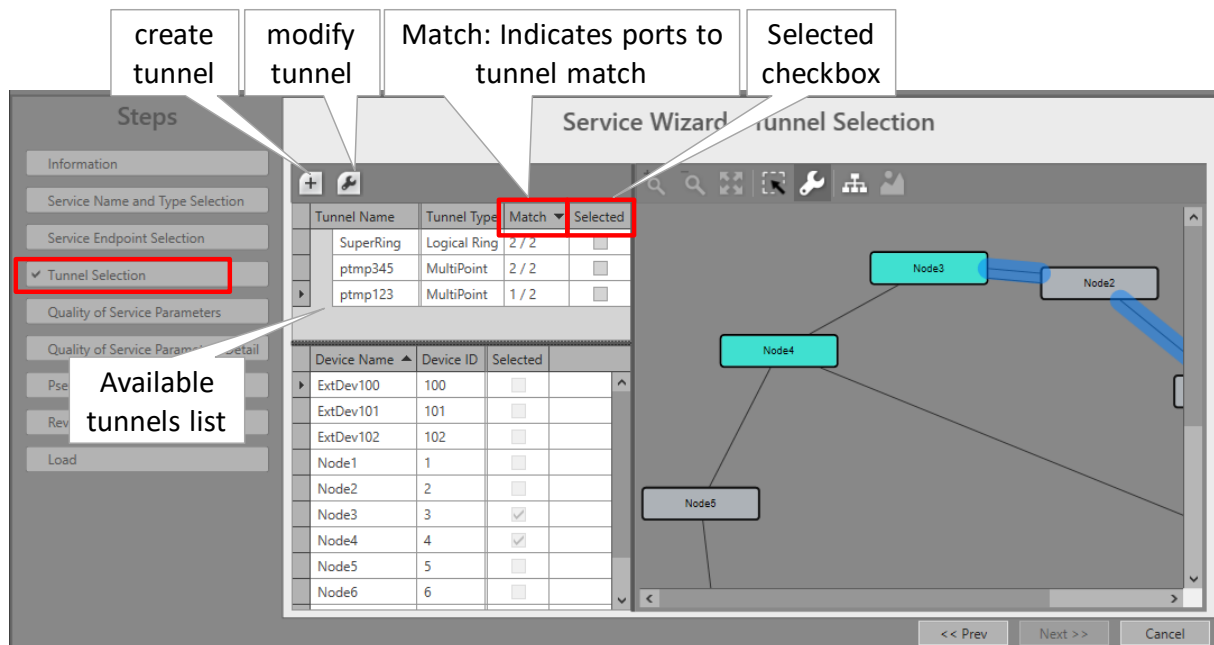 create
tunnel
modify
tunnel
Match: Indicates ports to
tunnel match
Selected
checkbox
Steps
Service Wizard Tunnel Selection
Information
Service Name and Type Selection
Service Endpoint Selection
✔ Tunnel Selection
Quality of Service Parameters
Quality of Service Detail
Load
Available
tunnels list
Tunnel Name Tunnel Type Match Selected
SuperRing Logical Ring 2 / 2
ptmp345 MultiPoint 2 / 2
ptmp123 MultiPoint 1 / 2
Device Name Device ID Selected
ExtDev100 100
ExtDev101 101
ExtDev102 102
Node1 1
Node2 2
Node3 3
Node4 4
Node5 5
Node6 6
Node3
Node2
Node4
Node5
<< Prev Next >> Cancel